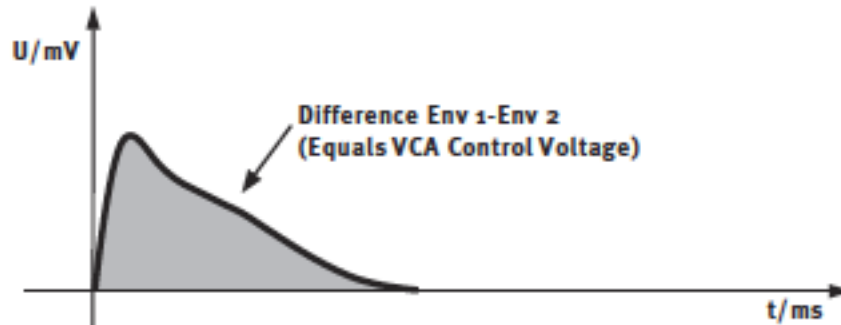 U/mV
Difference Env 1-Env 2
(Equals VCA Control Voltage)
t/ms